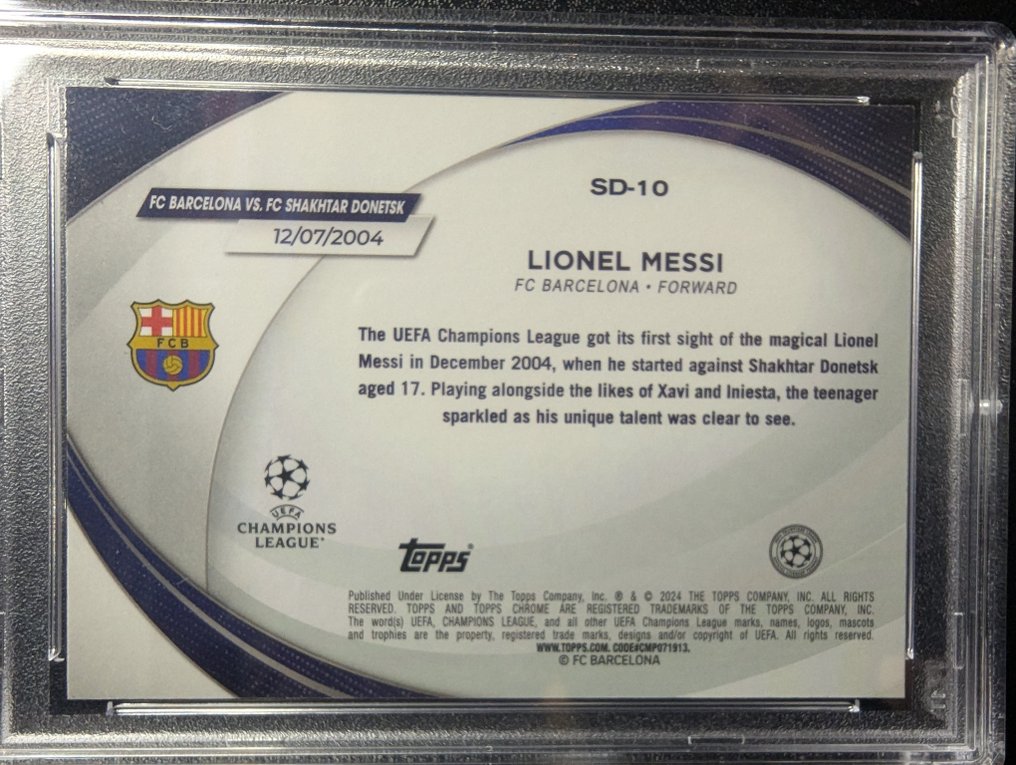 SD-10
FC BARCELONA VS. FC SHAKHTAR DONETSK
12/07/2004
LIONEL MESSI
FC BARCELONA • FORWARD
FCB
The UEFA Champions League got its first sight of the magical Lionel
Messi in December 2004, when he started against Shakhtar Donetsk
aged 17. Playing alongside the likes of Xavi and Iniesta, the teenager
sparkled as his unique talent was clear to see.
UEFA
CHAMPIONS
LEAGUE®
Topps®
Published Under License by The Topps Company, Inc. ® & © 2024 THE TOPPS COMPANY, INC. ALL RIGHTS
RESERVED. TOPPS AND TOPPS CHROME ARE REGISTERED TRADEMARKS OF THE TOPPS COMPANY, INC.
The word(s) UEFA, CHAMPIONS LEAGUE, and all other UEFA Champions League marks, names, logos, mascots
and trophies are the property, registered trade marks, designs and/or copyright of UEFA. All rights reserved.
WWW.TOPPS.COM. CODE#CMP071913.
© FC BARCELONA